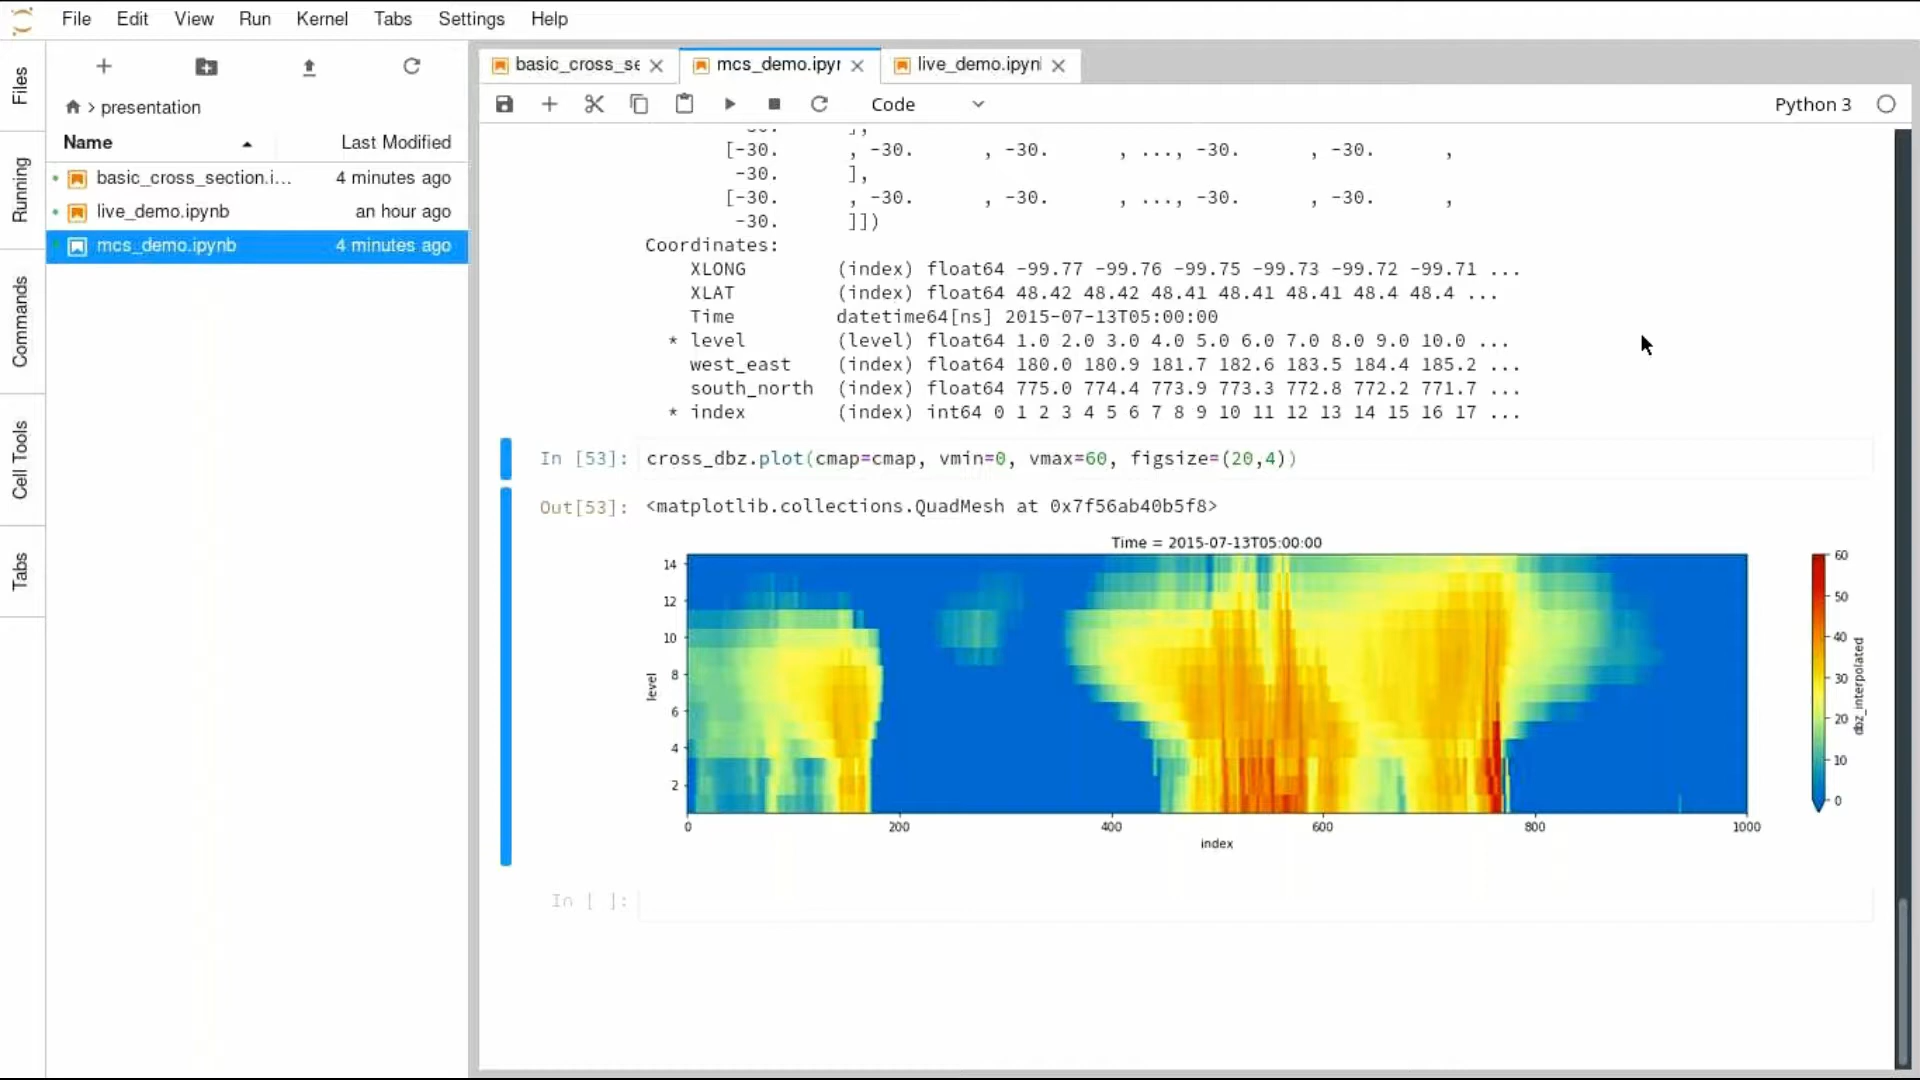 File Edit View Run Kernel Tabs Settings Help
basic_cross_se mcs_demo.ipyr live_demo.ipyn
presentation
Code
Python 3
Name Last Modified
basic_cross_section.i... 4 minutes ago
live_demo.ipynb an hour ago
mcs_demo.ipynb 4 minutes ago
Files
Running
Commands
Cell Tools
Tabs
-30. ],
[-30. , -30. , -30. , ..., -30. , -30. ,
-30. ],
[-30. , -30. , -30. , ..., -30. , -30. ,
-30. ]])
Coordinates:
XLONG (index) float64 -99.77 -99.76 -99.75 -99.73 -99.72 -99.71 ...
XLAT (index) float64 48.42 48.42 48.41 48.41 48.41 48.4 48.4 ...
Time datetime64[ns] 2015-07-13T05:00:00
* level (level) float64 1.0 2.0 3.0 4.0 5.0 6.0 7.0 8.0 9.0 10.0 ...
west_east (index) float64 180.0 180.9 181.7 182.6 183.5 184.4 185.2 ...
south_north (index) float64 775.0 774.4 773.9 773.3 772.8 772.2 771.7 ...
* index (index) int64 0 1 2 3 4 5 6 7 8 9 10 11 12 13 14 15 16 17 ...
In [53]: cross_dbz.plot(cmap=cmap, vmin=0, vmax=60, figsize=(20,4))
Out[53]: <matplotlib.collections.QuadMesh at 0x7f56ab40b5f8>
Time = 2015-07-13T05:00:00
14
12
10
8
6
4
2
level
0 200 400 600 800 1000
index
60
50
40
30
20
10
0
dbz_interpolated
In [ ]: